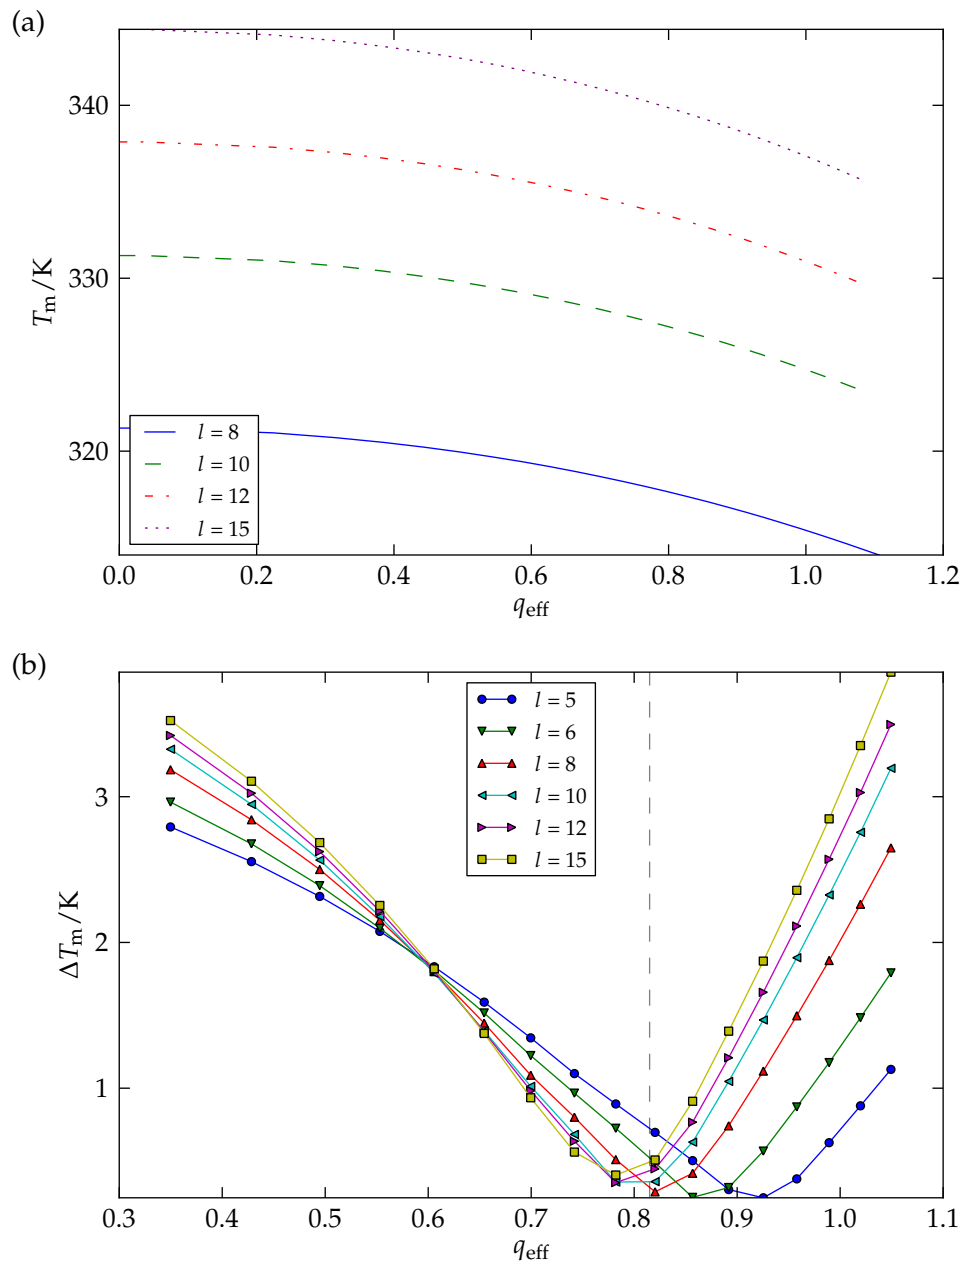 (a)
T_m/K
340
330
320
l = 8
l = 10
l = 12
l = 15
0.0 0.2 0.4 0.6 0.8 1.0 1.2
q_eff
(b)
ΔT_m/K
3
2
1
l = 5
l = 6
l = 8
l = 10
l = 12
l = 15
0.3 0.4 0.5 0.6 0.7 0.8 0.9 1.0 1.1
q_eff